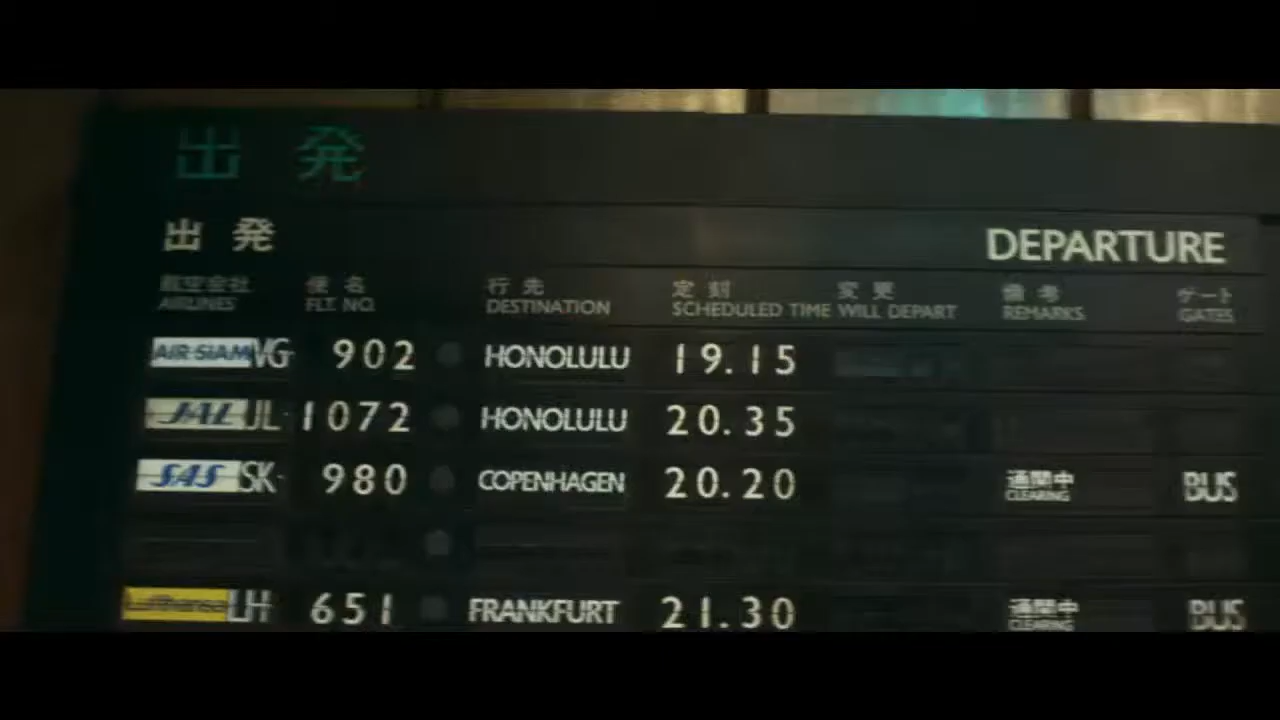 出発
出発 DEPARTURE
航空会社 便名 行先 定刻 変更 備考 ゲート
AIRLINES FLT. NO. DESTINATION SCHEDULED TIME WILL DEPART REMARKS GATES
AIR SIAM VG 902 HONOLULU 19.15
JAL JL 1072 HONOLULU 20.35
SAS SK 980 COPENHAGEN 20.20 通関中 CLEARING BUS
Lufthansa LH 651 FRANKFURT 21.30 通関中 CLEARING BUS